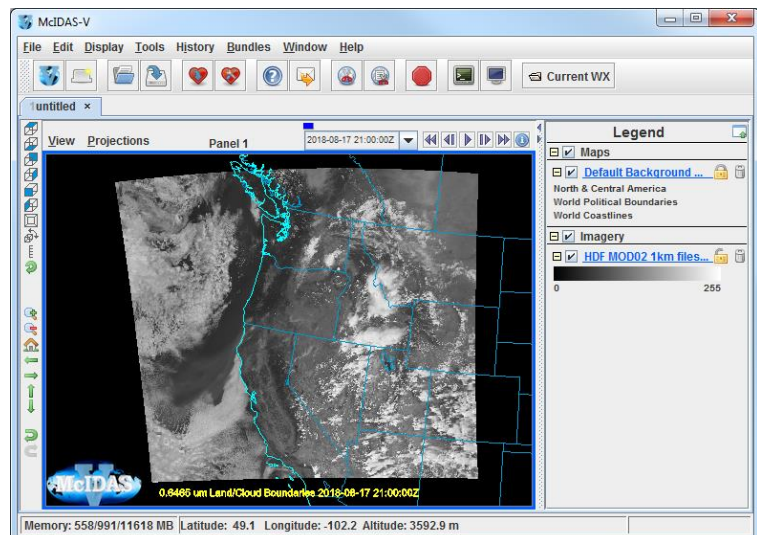 McIDAS-V
File Edit Display Tools History Bundles Window Help
Current WX
1untitled ×
View Projections Panel 1 2018-08-17 21:00:00Z
Legend
Maps
Default Background ...
North & Central America
World Political Boundaries
World Coastlines
Imagery
HDF MOD02 1km files...
0 255
McIDAS V
0.6465 um Land/Cloud Boundaries 2018-08-17 21:00:00Z
Memory: 558/991/11618 MB Latitude: 49.1 Longitude: -102.2 Altitude: 3592.9 m